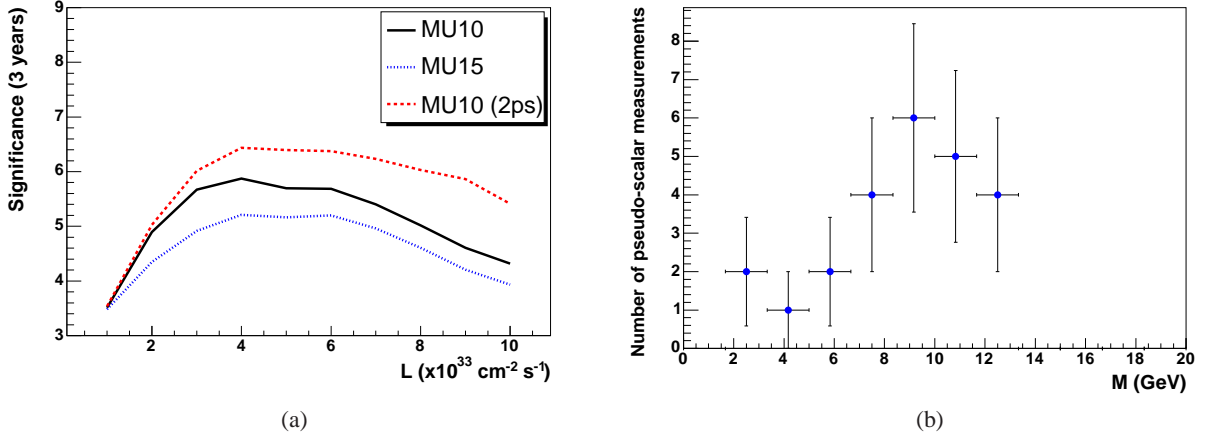 Significance (3 years)
9
8
7
6
5
4
3
MU10
MU15
MU10 (2ps)
2 4 6 8 10
L (x10³³ cm⁻² s⁻¹)
(a)
Number of pseudo-scalar measurements
8
7
6
5
4
3
2
1
0
0 2 4 6 8 10 12 14 16 18 20
M (GeV)
(b)